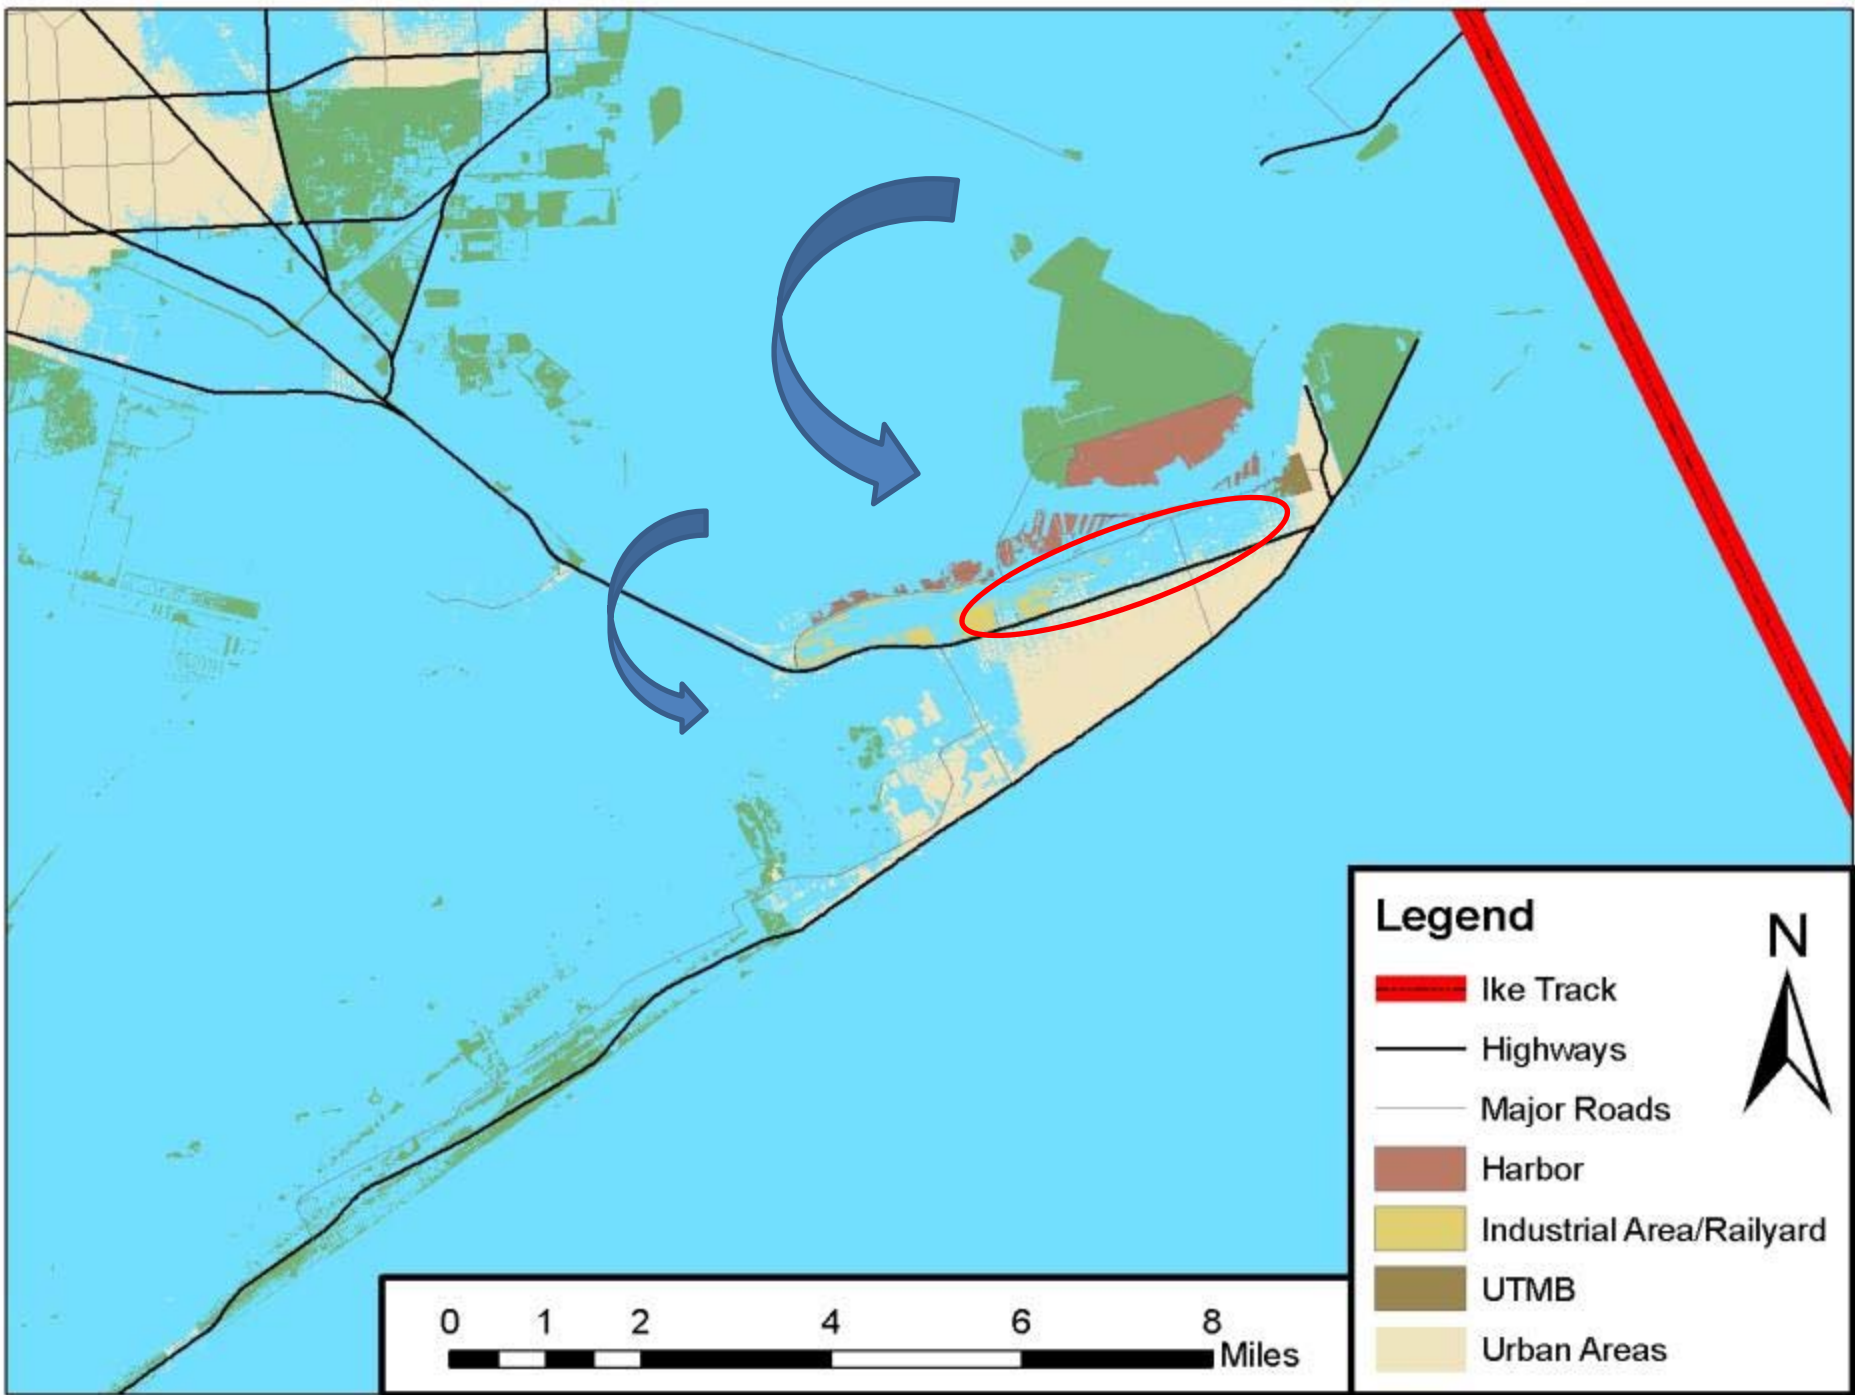 Legend
N
Ike Track
Highways
Major Roads
Harbor
Industrial Area/Railyard
UTMB
Urban Areas
0 1 2 4 6 8
Miles